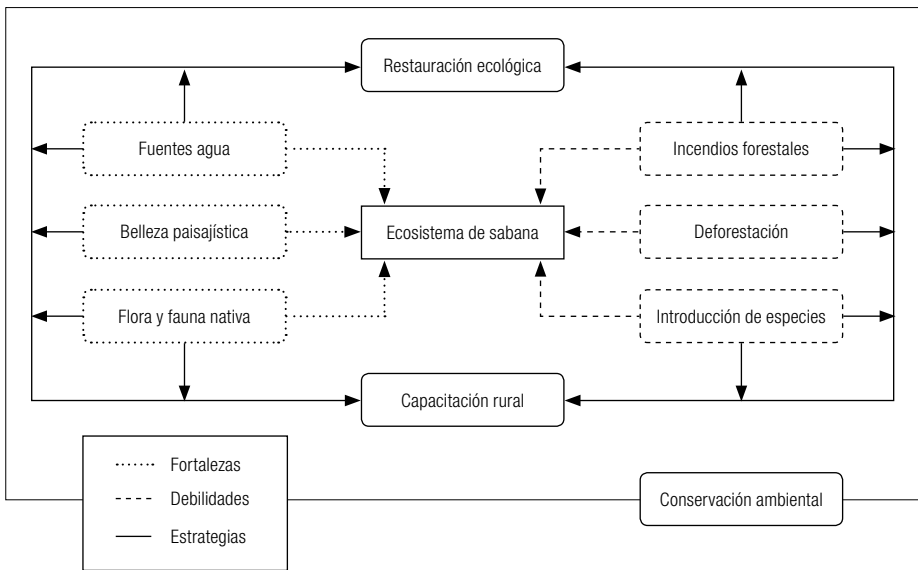 Restauración ecológica
Fuentes agua
Incendios forestales
Belleza paisajística
Ecosistema de sabana
Deforestación
Flora y fauna nativa
Introducción de especies
Capacitación rural
Fortalezas
Debilidades
Estrategias
Conservación ambiental